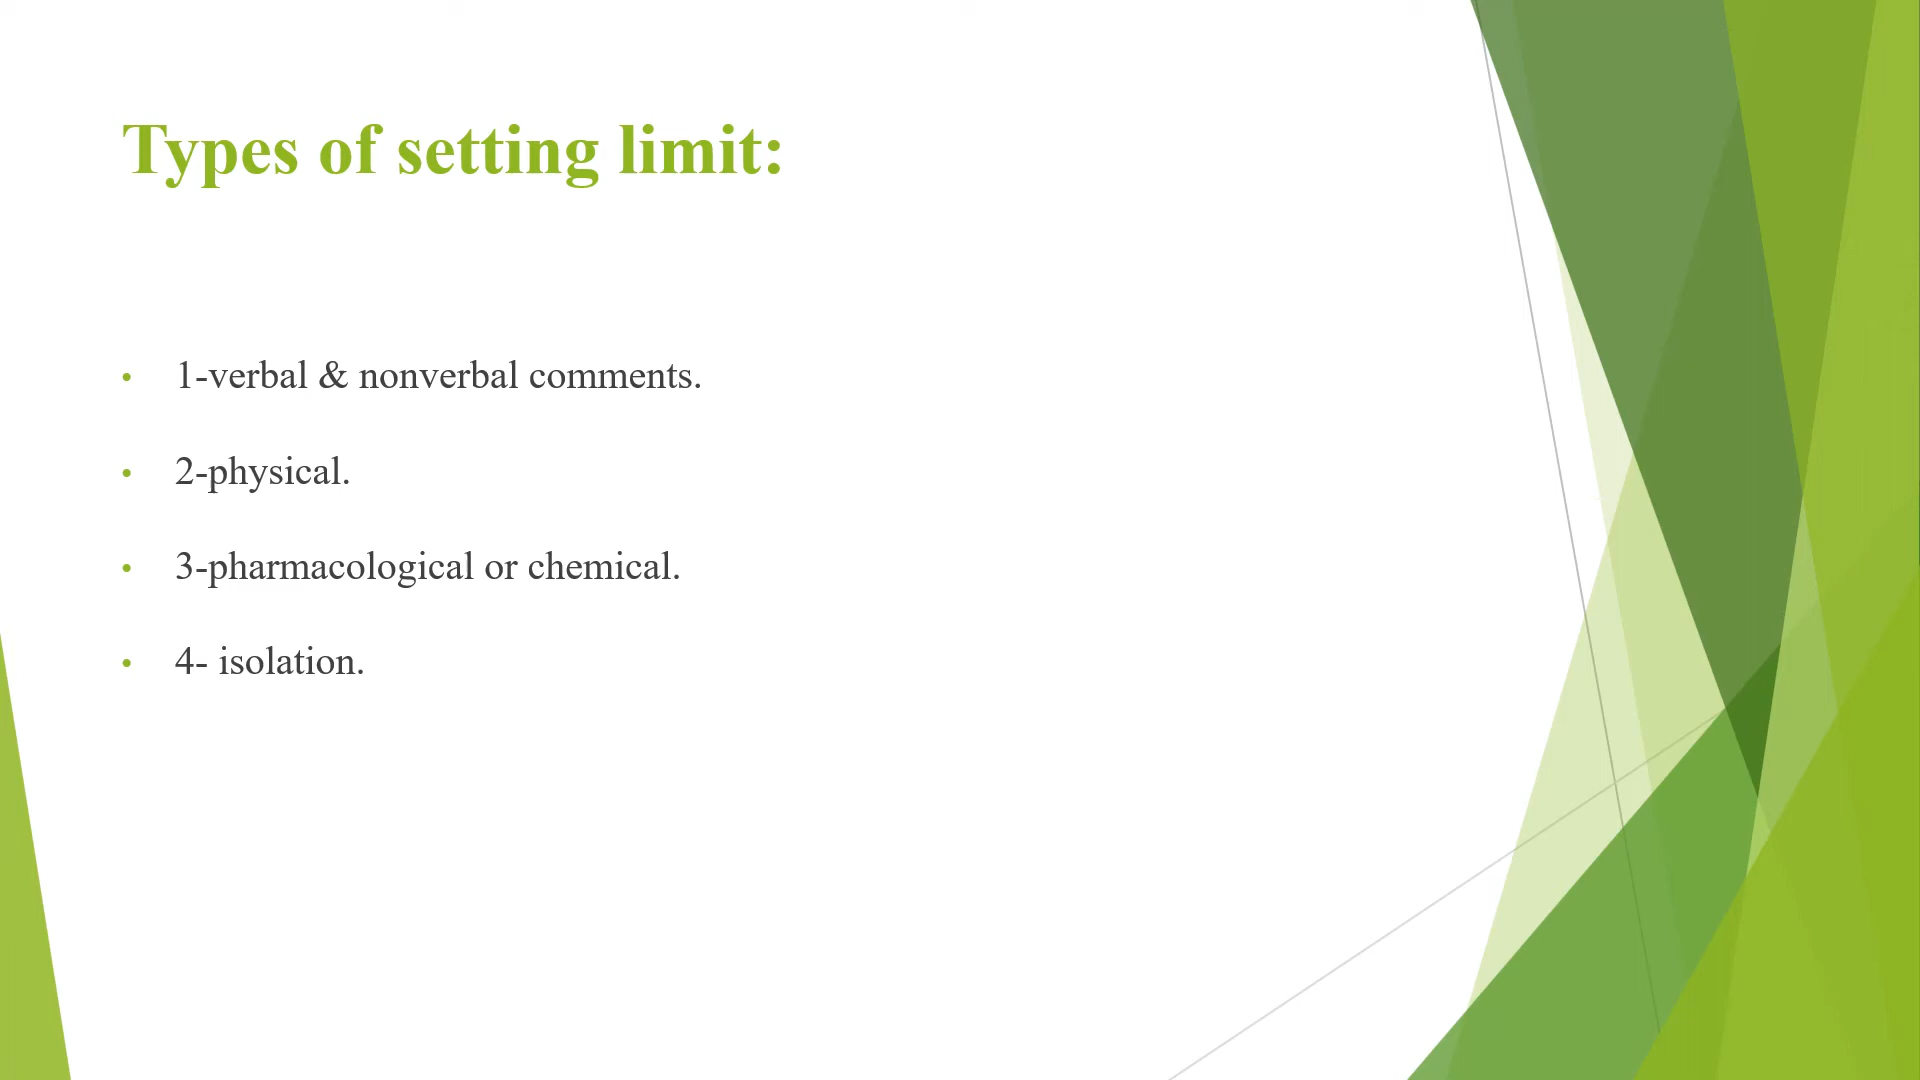 Types of setting limit:
• 1-verbal & nonverbal comments.
• 2-physical.
• 3-pharmacological or chemical.
• 4- isolation.